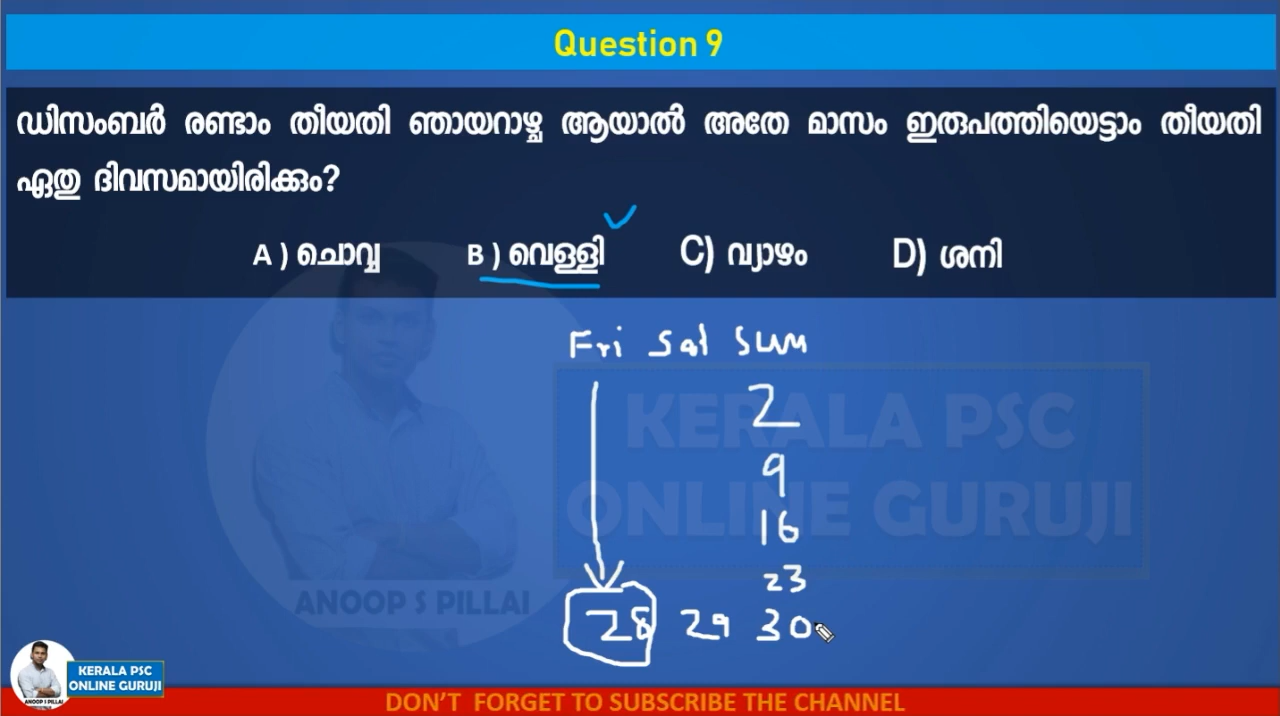 Question 9
ഡിസംബർ രണ്ടാം തീയതി ഞായറാഴ്ച ആയാൽ അതേ മാസം ഇരുപത്തിയെട്ടാം തീയതി
ഏതു ദിവസമായിരിക്കും?
A ) ചൊവ്വ B ) വെള്ളി C) വ്യാഴം D) ശനി
Fri Sat Sun
2
9
16
23
28 29 30
KERALA PSC
ONLINE GURUJI
ANOOP S PILLAI
KERALA PSC
ONLINE GURUJI
ANOOP S PILLAI
DON'T FORGET TO SUBSCRIBE THE CHANNEL